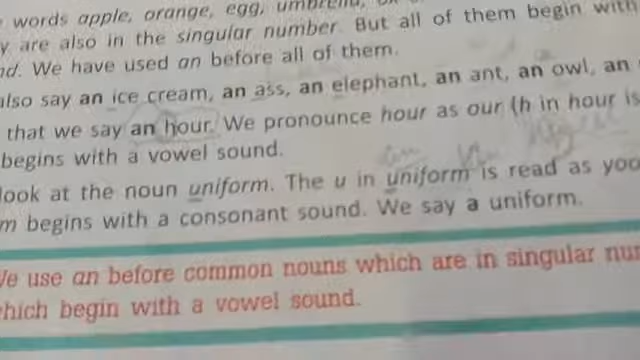 words apple, orange, egg, umbrella,
are also in the singular number. But all of them begin with
We have used an before all of them.
also say an ice cream, an ass, an elephant, an ant, an owl, an
that we say an hour. We pronounce hour as our (h in hour is
begins with a vowel sound.
look at the noun uniform. The u in uniform is read as yoo
begins with a consonant sound. We say a uniform.
We use an before common nouns which are in singular
which begin with a vowel sound.